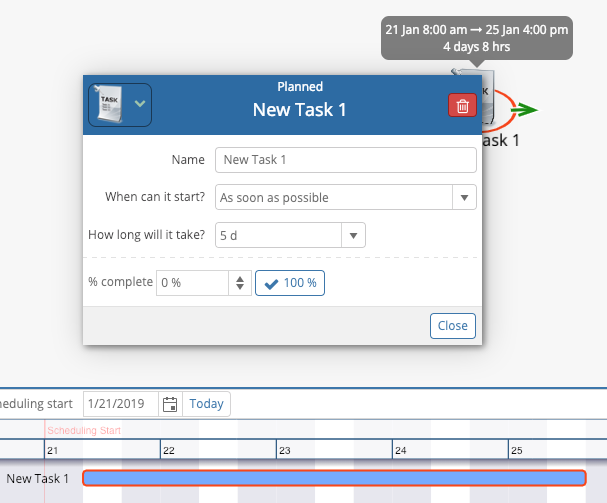 21 Jan 8:00 am → 25 Jan 4:00 pm
4 days 8 hrs
TASK
Planned
New Task 1
K
ask 1
Name New Task 1
When can it start? As soon as possible
How long will it take? 5 d
% complete 0 % 100 %
Close
eduling start 1/21/2019 Today
Scheduling Start
21 22 23 24 25
New Task 1